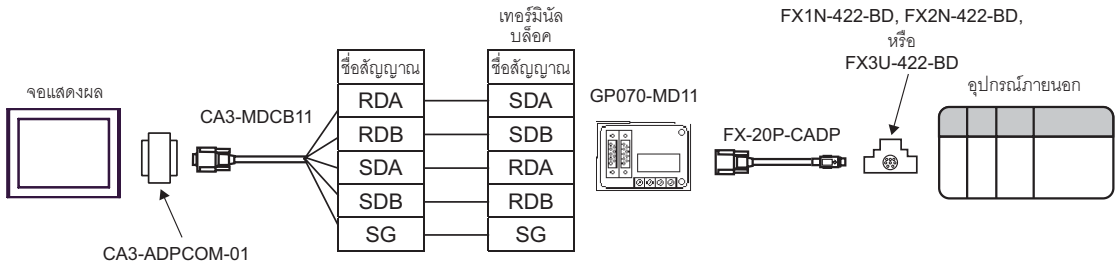 เทอร์มินัล
บล็อค
FX1N-422-BD, FX2N-422-BD,
หรือ
FX3U-422-BD
จอแสดงผล
CA3-MDCB11
ชื่อสัญญาณ
ชื่อสัญญาณ
GP070-MD11
FX-20P-CADP
อุปกรณ์ภายนอก
RDA
SDA
RDB
SDB
SDA
RDA
SDB
RDB
SG
SG
CA3-ADPCOM-01